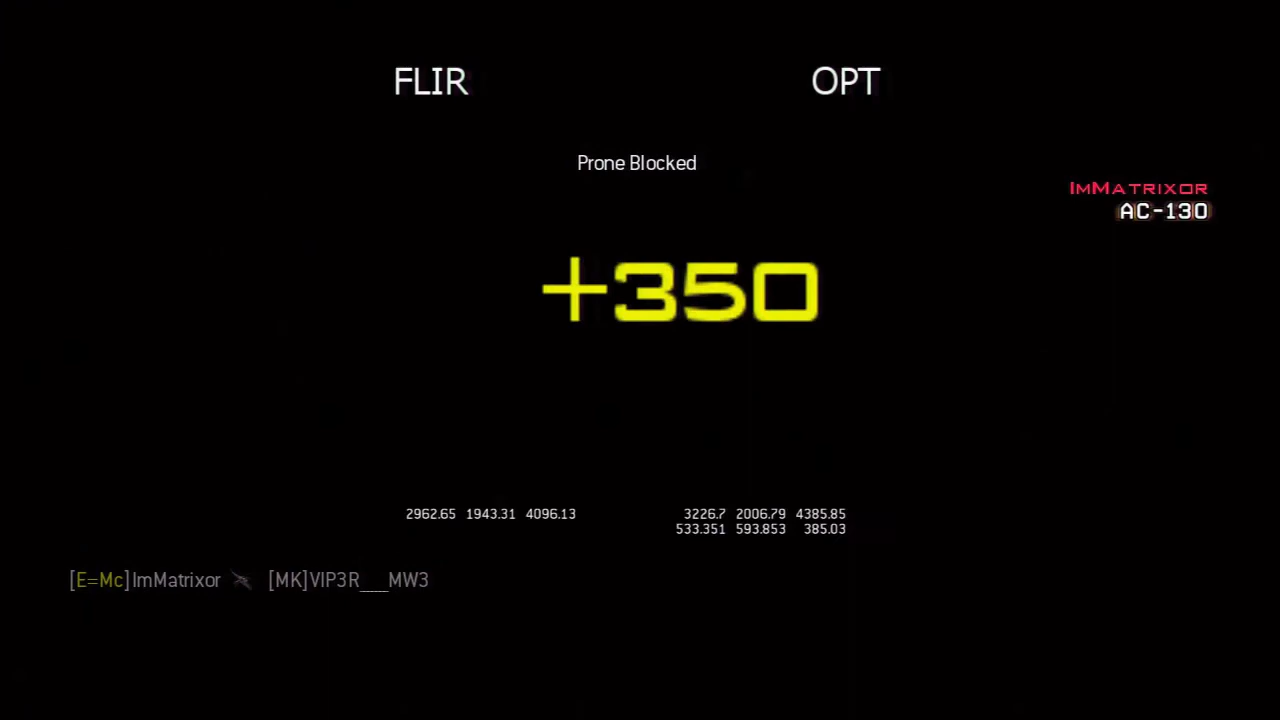 FLIR OPT
Prone Blocked
ImMatrixor
AC-130
+350
2962.65 1943.31 4096.13 3226.7 2006.79 4385.85
533.351 593.853 385.03
[E=Mc]ImMatrixor [MK]VIP3R___MW3